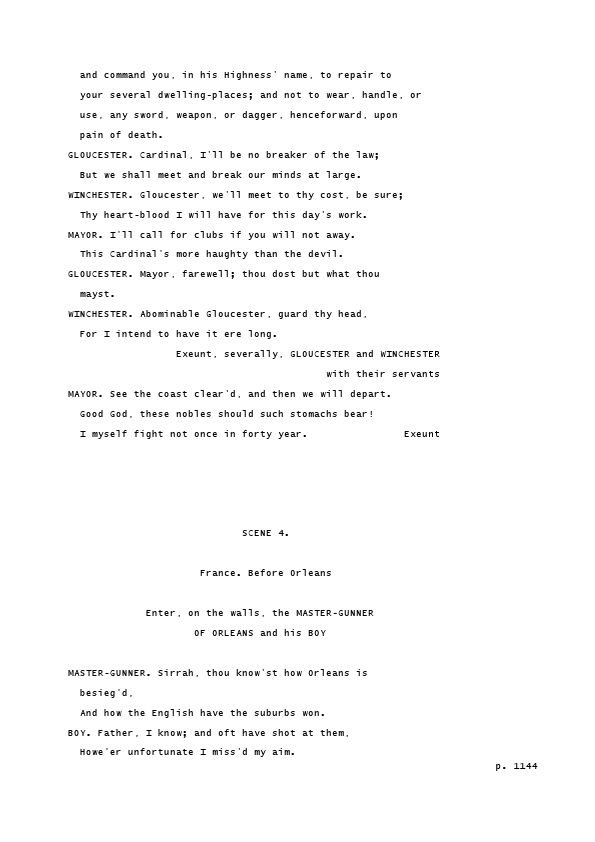 and command you, in his Highness' name, to repair to
your several dwelling-places; and not to wear, handle, or
use, any sword, weapon, or dagger, henceforward, upon
pain of death.
GLOUCESTER. Cardinal, I'll be no breaker of the law;
But we shall meet and break our minds at large.
WINCHESTER. Gloucester, we'll meet to thy cost, be sure;
Thy heart-blood I will have for this day's work.
MAYOR. I'll call for clubs if you will not away.
This Cardinal's more haughty than the devil.
GLOUCESTER. Mayor, farewell; thou dost but what thou
mayst.
WINCHESTER. Abominable Gloucester, guard thy head,
For I intend to have it ere long.
Exeunt, severally, GLOUCESTER and WINCHESTER
with their servants
MAYOR. See the coast clear'd, and then we will depart.
Good God, these nobles should such stomachs bear!
I myself fight not once in forty year. Exeunt
SCENE 4.
France. Before Orleans
Enter, on the walls, the MASTER-GUNNER
OF ORLEANS and his BOY
MASTER-GUNNER. Sirrah, thou know'st how Orleans is
besieg'd,
And how the English have the suburbs won.
BOY. Father, I know; and oft have shot at them,
Howe'er unfortunate I miss'd my aim.
p. 1144